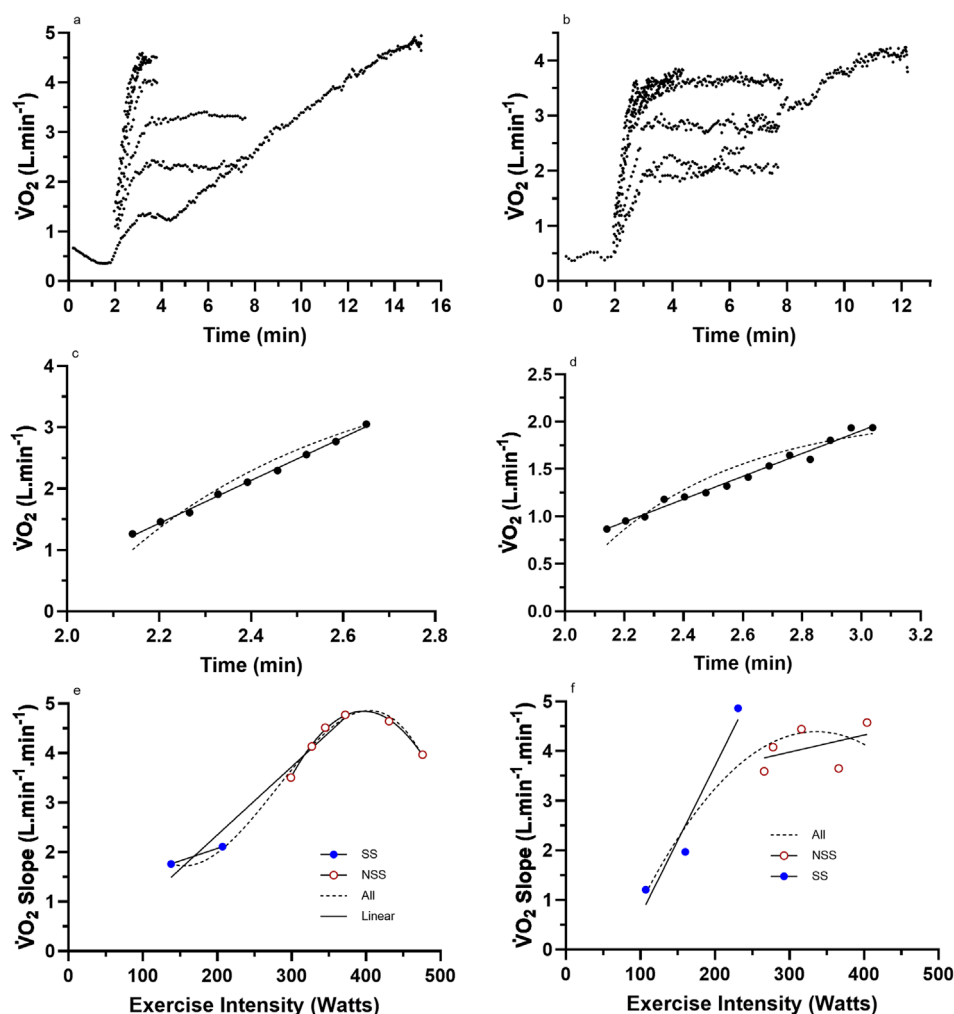 a
V̇O₂ (L.min⁻¹)
5
4
3
2
1
0
0 2 4 6 8 10 12 14 16
Time (min)
b
V̇O₂ (L.min⁻¹)
4
3
2
1
0
0 2 4 6 8 10 12
Time (min)
c
V̇O₂ (L.min⁻¹)
4
3
2
1
0
2.0 2.2 2.4 2.6 2.8
Time (min)
d
V̇O₂ (L.min⁻¹)
2.5
2.0
1.5
1.0
0.5
0.0
2.0 2.2 2.4 2.6 2.8 3.0 3.2
Time (min)
e
V̇O₂ Slope (L.min⁻¹.min⁻¹)
5
4
3
2
1
0
SS
NSS
All
Linear
0 100 200 300 400 500
Exercise Intensity (Watts)
f
V̇O₂ Slope (L.min⁻¹.min⁻¹)
5
4
3
2
1
0
All
NSS
SS
0 100 200 300 400 500
Exercise Intensity (Watts)